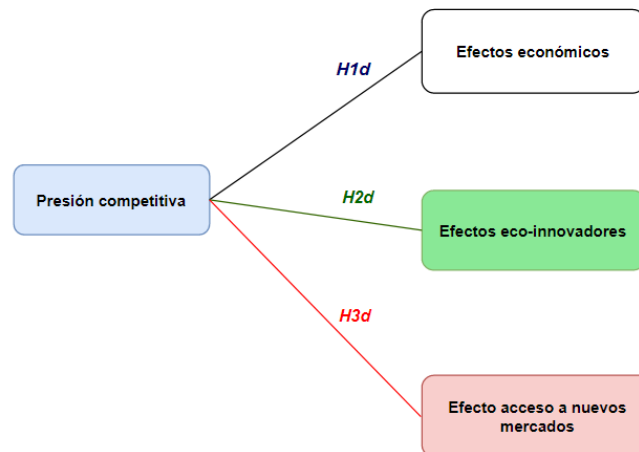 Efectos económicos
H1d
Presión competitiva
H2d
Efectos eco-innovadores
H3d
Efecto acceso a nuevos
mercados